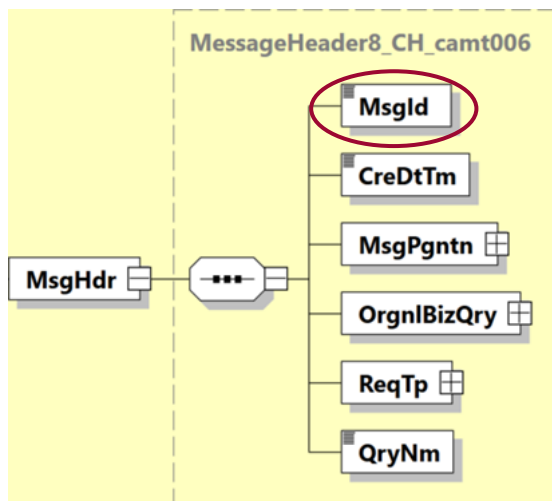 MessageHeader8_CH_camt006
MsgId
CreDtTm
MsgPgntn
MsgHdr
OrgnlBizQry
ReqTp
QryNm